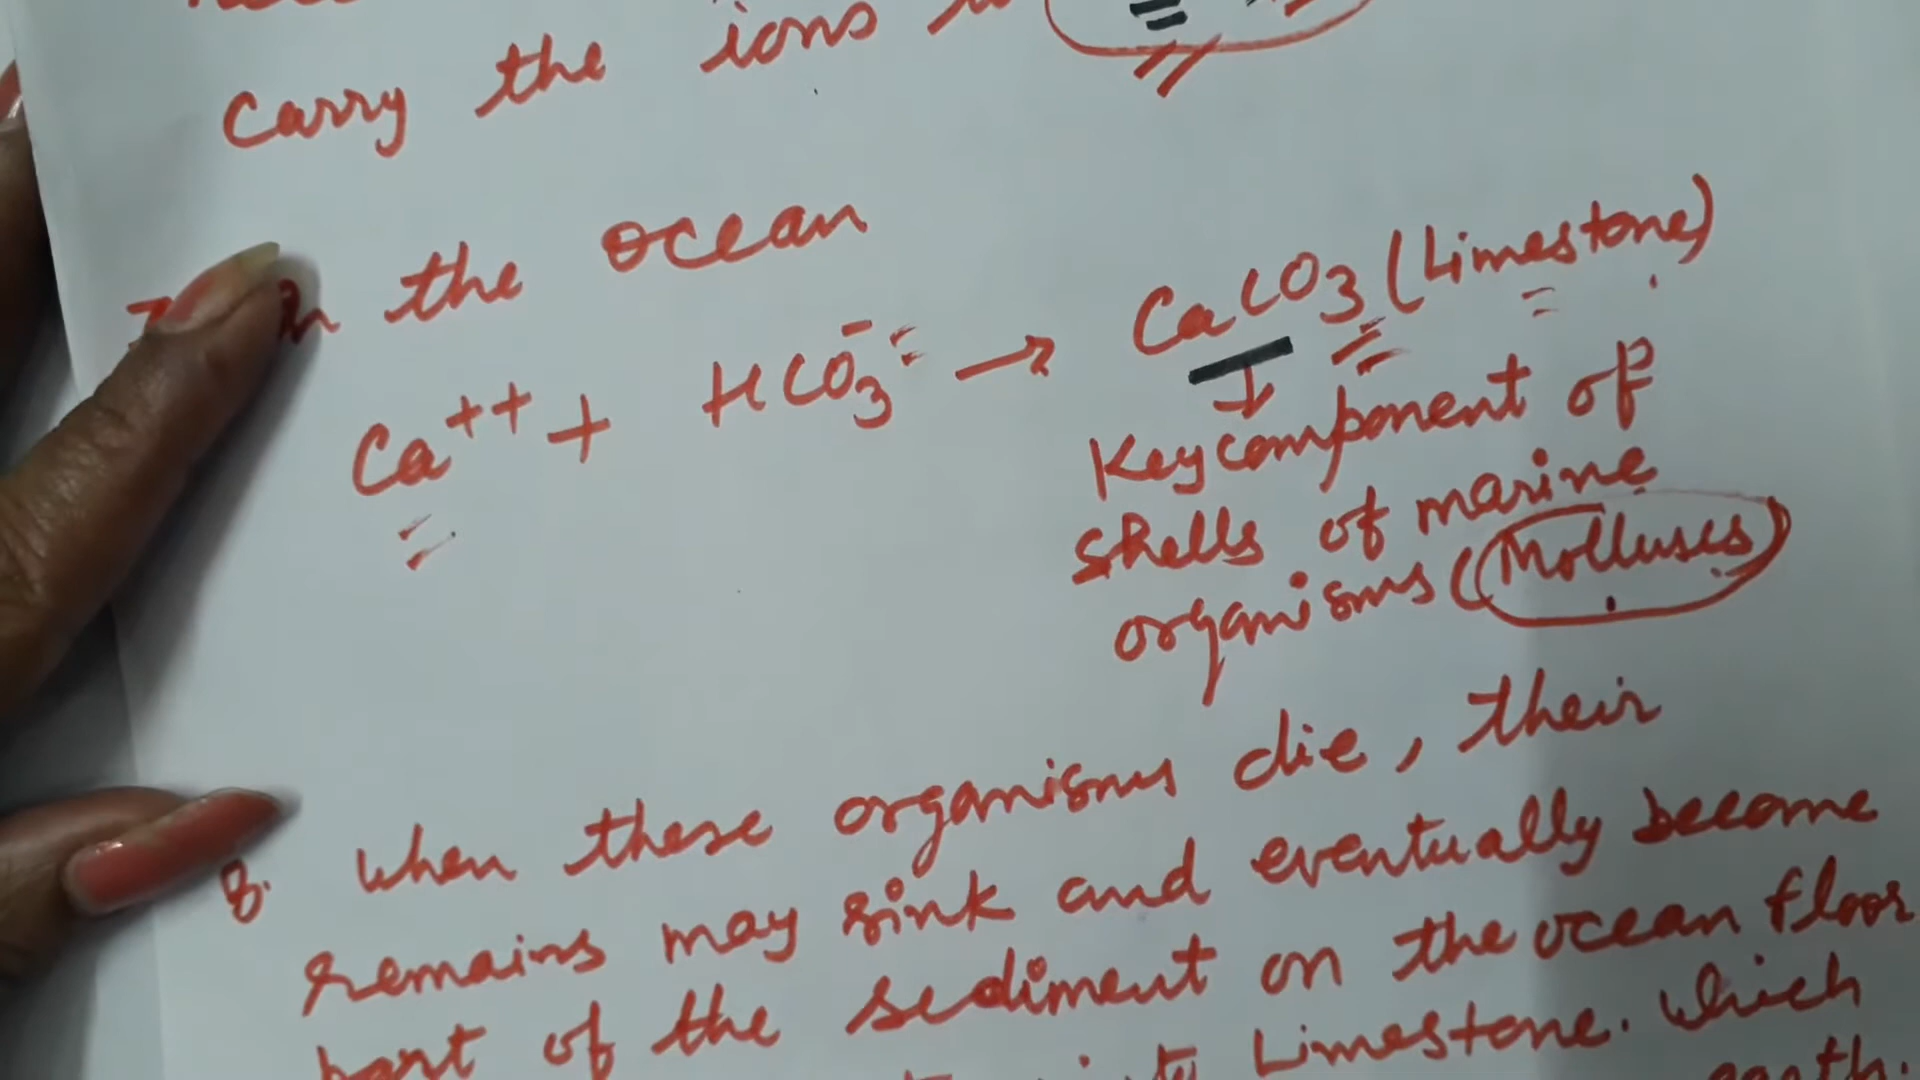 Carry the ions
the ocean
Ca++ + HCO3- → CaCO3 (Limestone)
Key component of
shells of marine
organisms (Molluscs)
8. When these organisms die, their
remains may sink and eventually become
part of the sediment on the ocean floor
Limestone. which
earth.